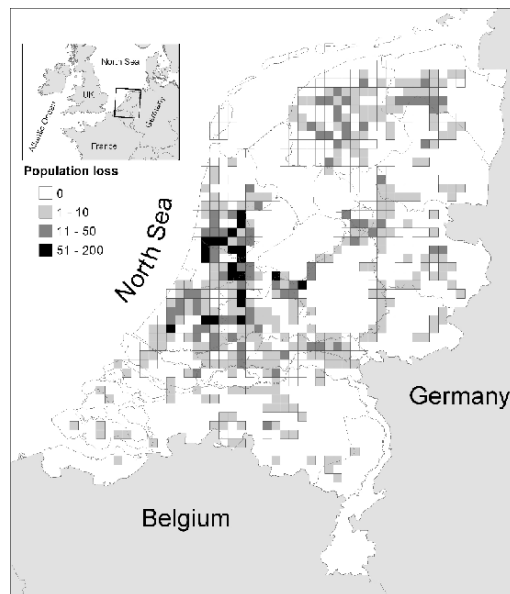 North Sea
UK
Atlantic Ocean
Germany
France
Population loss
0
1 - 10
11 - 50
51 - 200
North Sea
Germany
Belgium